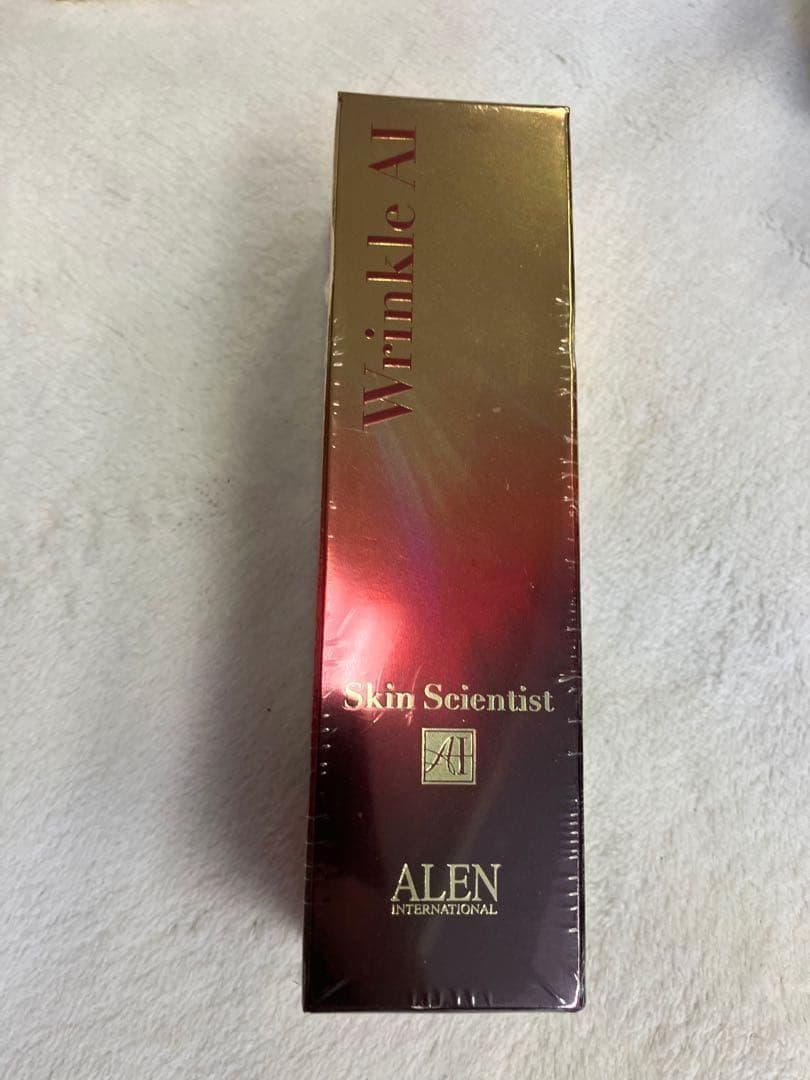 Wrinkle AI
Skin Scientist
AI
ALEN
INTERNATIONAL